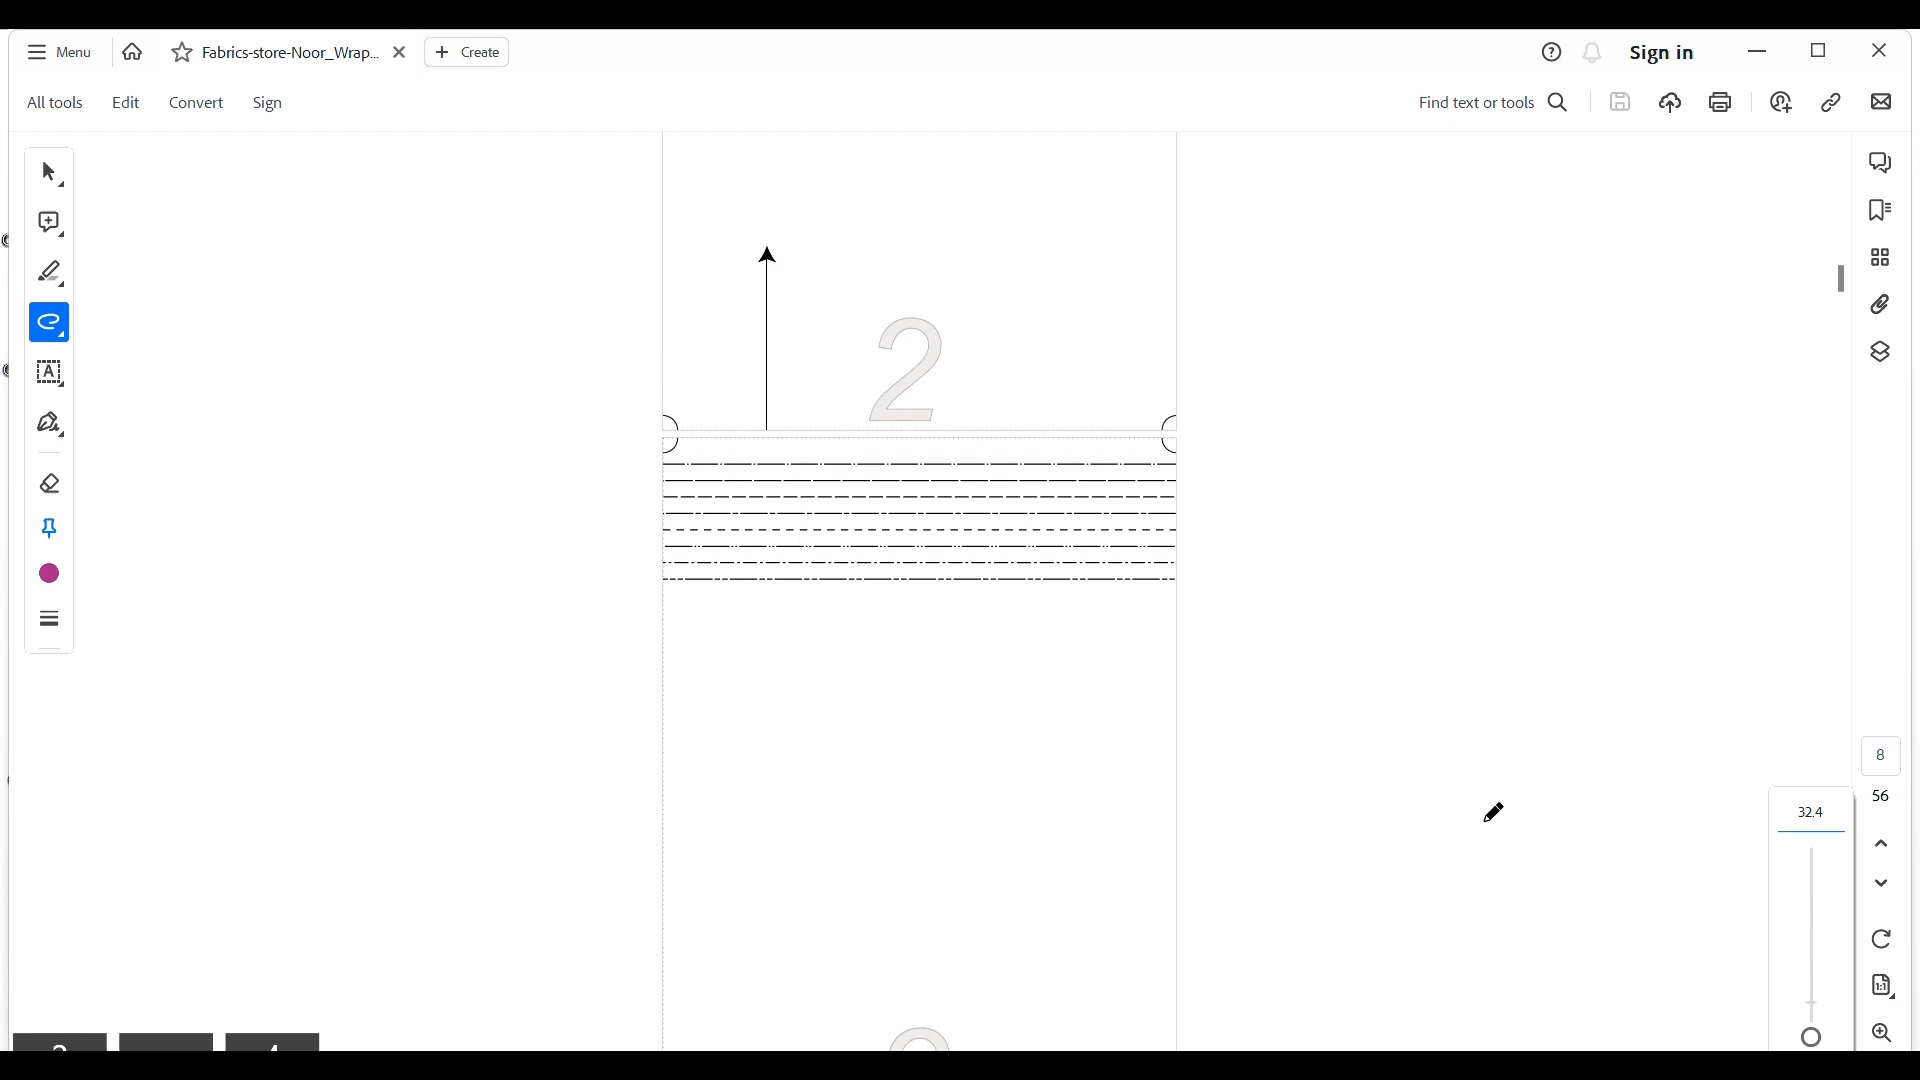 Menu
Fabrics-store-Noor_Wrap...
Create
Sign in
All tools
Edit
Convert
Sign
Find text or tools
2
8
56
32.4